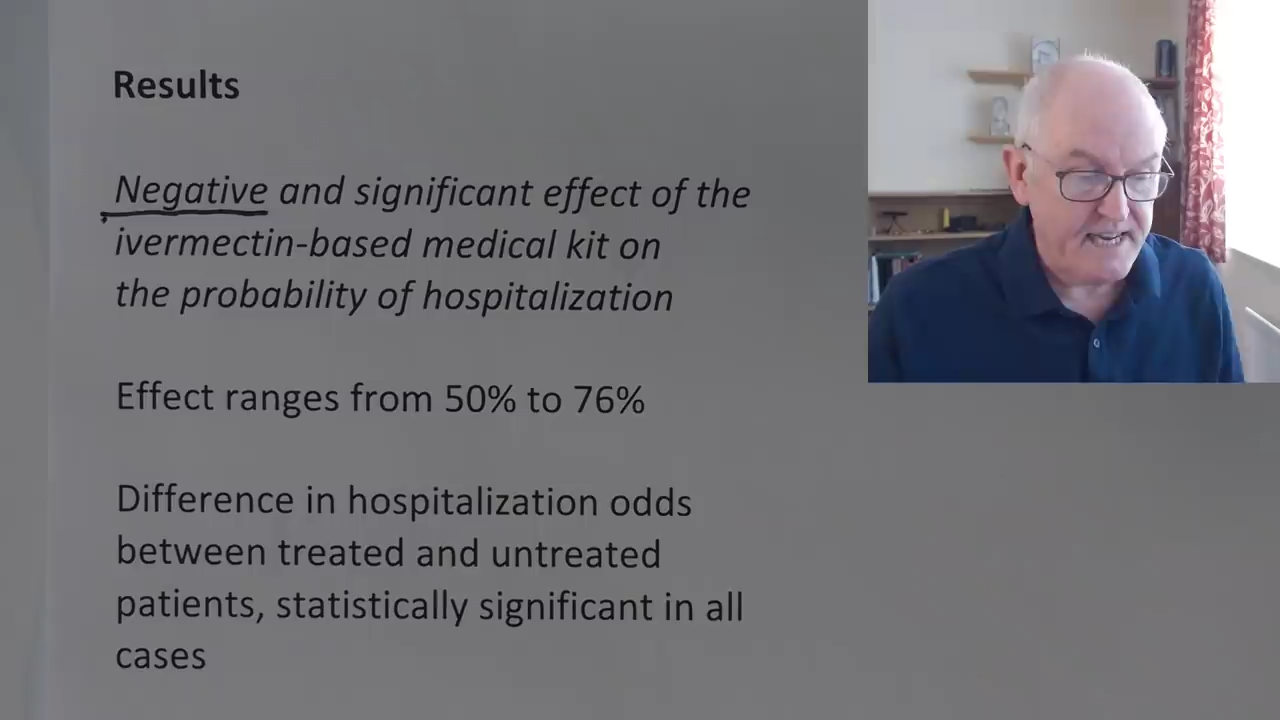 Results
Negative and significant effect of the
ivermectin-based medical kit on
the probability of hospitalization
Effect ranges from 50% to 76%
Difference in hospitalization odds
between treated and untreated
patients, statistically significant in all
cases